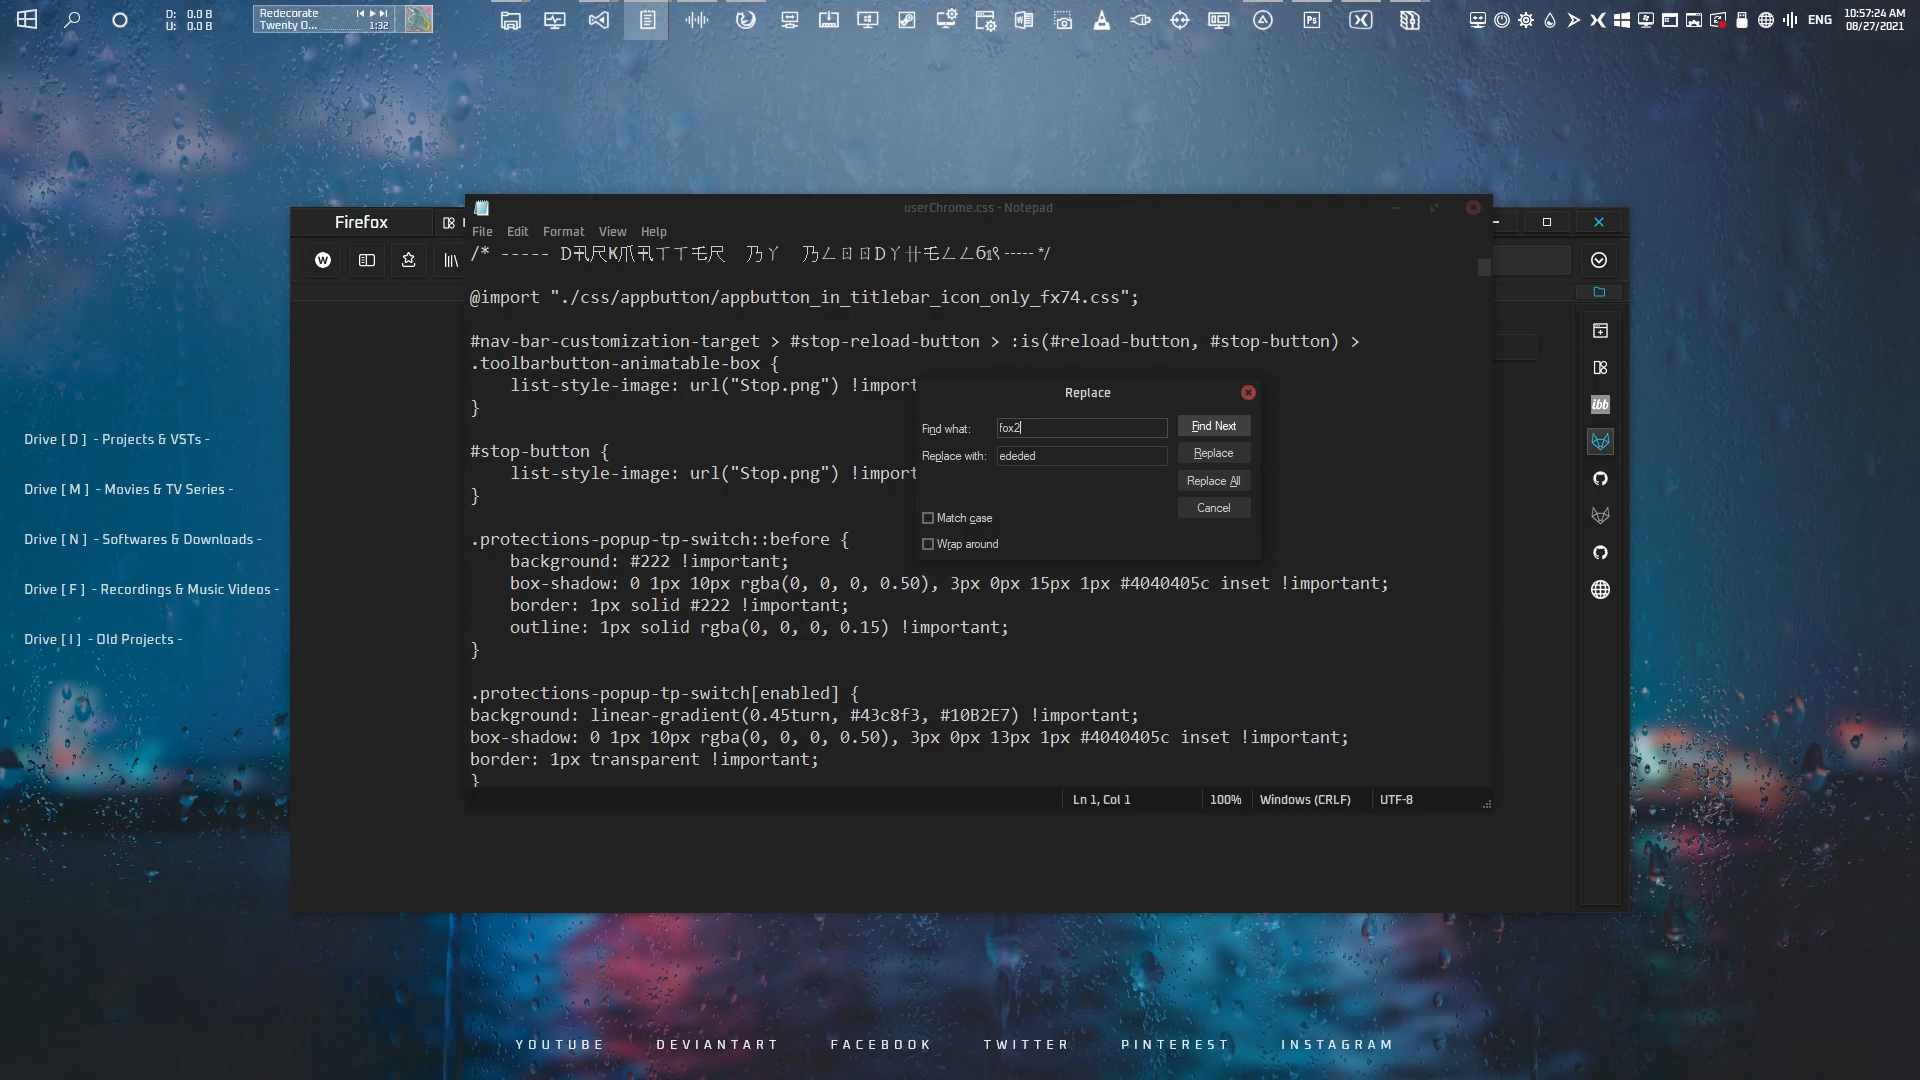 D: 0.0 B
U: 0.0 B
Redecorate
Twenty O...
1:32
Ps
ENG
10:57:24 AM
08/27/2021
Firefox
userChrome.css - Notepad
File Edit Format View Help
@import "./css/appbutton/appbutton_in_titlebar_icon_only_fx74.css";
#nav-bar-customization-target > #stop-reload-button > :is(#reload-button, #stop-button) >
.toolbarbutton-animatable-box {
list-style-image: url("Stop.png") !import
}
#stop-button {
list-style-image: url("Stop.png") !import
}
.protections-popup-tp-switch::before {
background: #222 !important;
box-shadow: 0 1px 10px rgba(0, 0, 0, 0.50), 3px 0px 15px 1px #4040405c inset !important;
border: 1px solid #222 !important;
outline: 1px solid rgba(0, 0, 0, 0.15) !important;
}
.protections-popup-tp-switch[enabled] {
background: linear-gradient(0.45turn, #43c8f3, #10B2E7) !important;
box-shadow: 0 1px 10px rgba(0, 0, 0, 0.50), 3px 0px 13px 1px #4040405c inset !important;
border: 1px transparent !important;
}
Ln 1, Col 1
100%
Windows (CRLF)
UTF-8
Replace
Find what: fox2
Replace with: ededed
Find Next
Replace
Replace All
Cancel
Match case
Wrap around
ibb
Drive [ D ] - Projects & VSTs -
Drive [ M ] - Movies & TV Series -
Drive [ N ] - Softwares & Downloads -
Drive [ F ] - Recordings & Music Videos -
Drive [ I ] - Old Projects -
YOUTUBE DEVIANTART FACEBOOK TWITTER PINTEREST INSTAGRAM